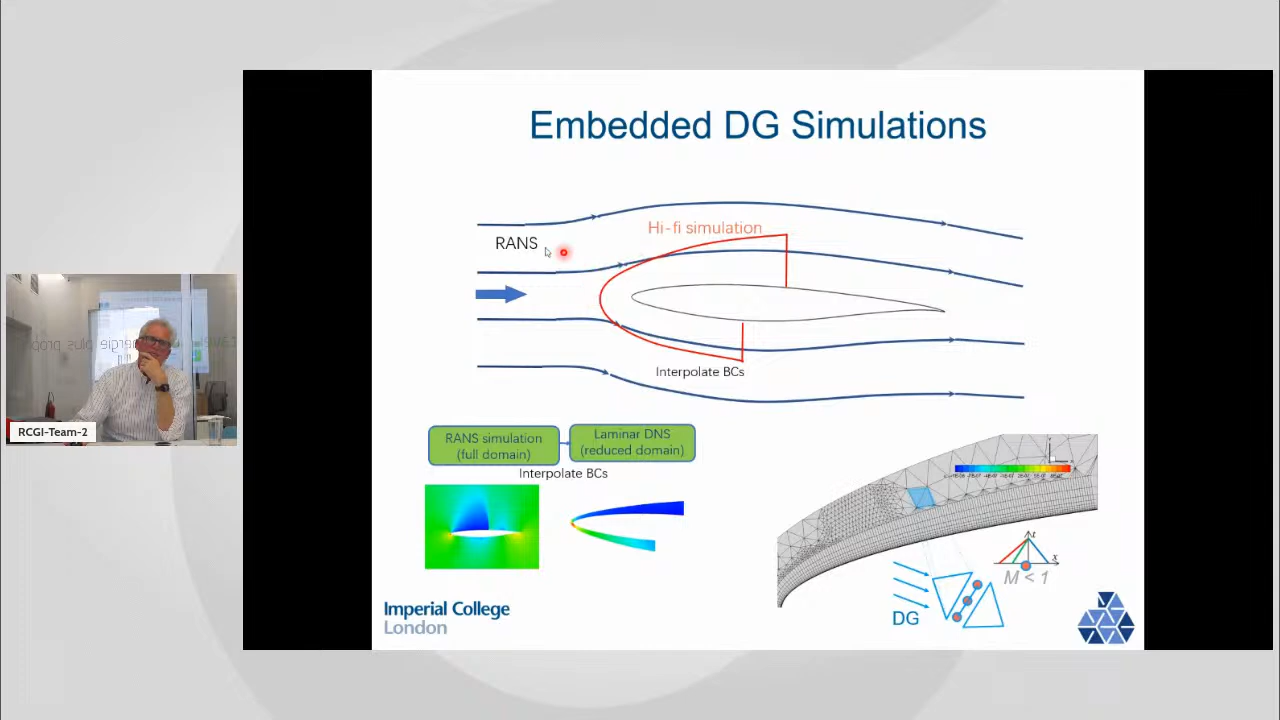 Embedded DG Simulations
Hi-fi simulation
RANS
Interpolate BCs
RANS simulation
(full domain)
Laminar DNS
(reduced domain)
Interpolate BCs
t
x
M < 1
DG
Imperial College
London
RCGI-Team-2